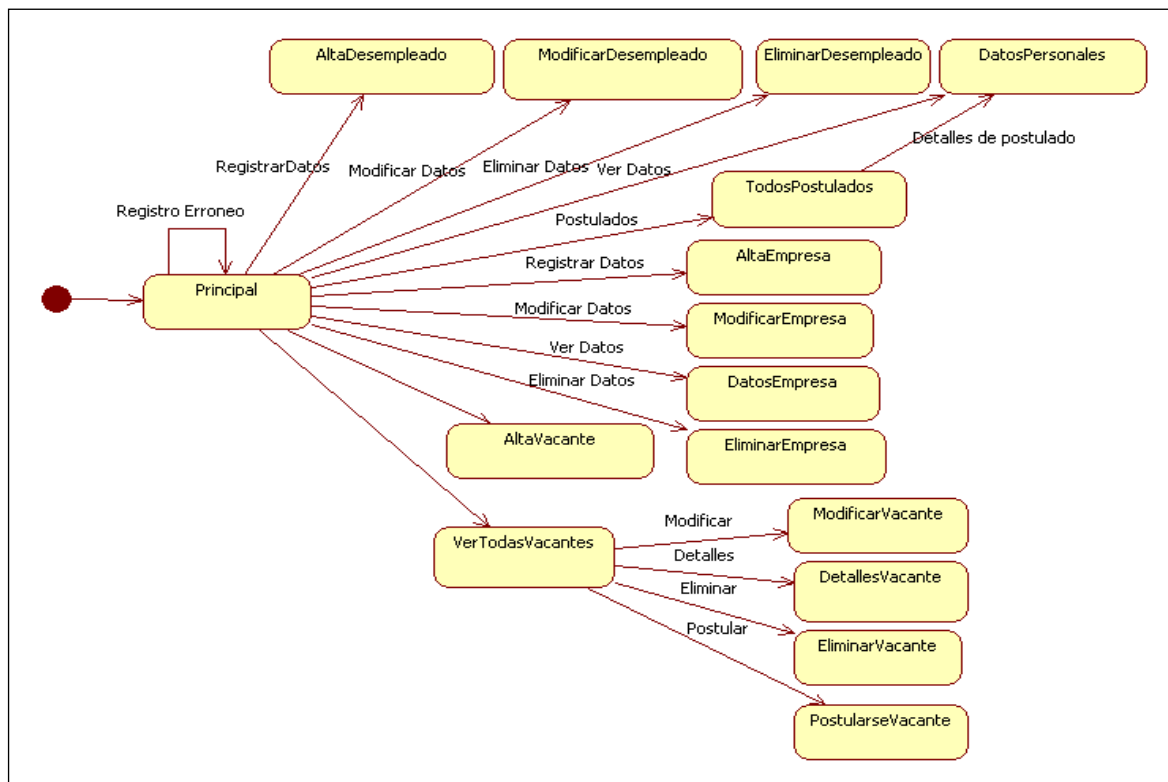 AltaDesempleado
ModificarDesempleado
EliminarDesempleado
DatosPersonales
Detalles de postulado
RegistrarDatos
Modificar Datos
Eliminar Datos
Ver Datos
TodosPostulados
Registro Erroneo
Postulados
Registrar Datos
AltaEmpresa
Principal
Modificar Datos
ModificarEmpresa
Ver Datos
DatosEmpresa
Eliminar Datos
AltaVacante
EliminarEmpresa
VerTodasVacantes
Modificar
ModificarVacante
Detalles
DetallesVacante
Eliminar
EliminarVacante
Postular
PostularseVacante